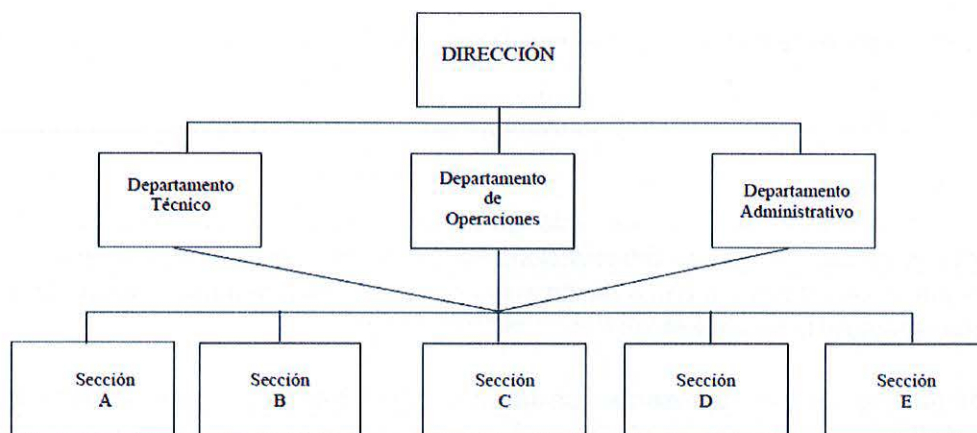 DIRECCIÓN
Departamento
Técnico
Departamento
de
Operaciones
Departamento
Administrativo
Sección
A
Sección
B
Sección
C
Sección
D
Sección
E